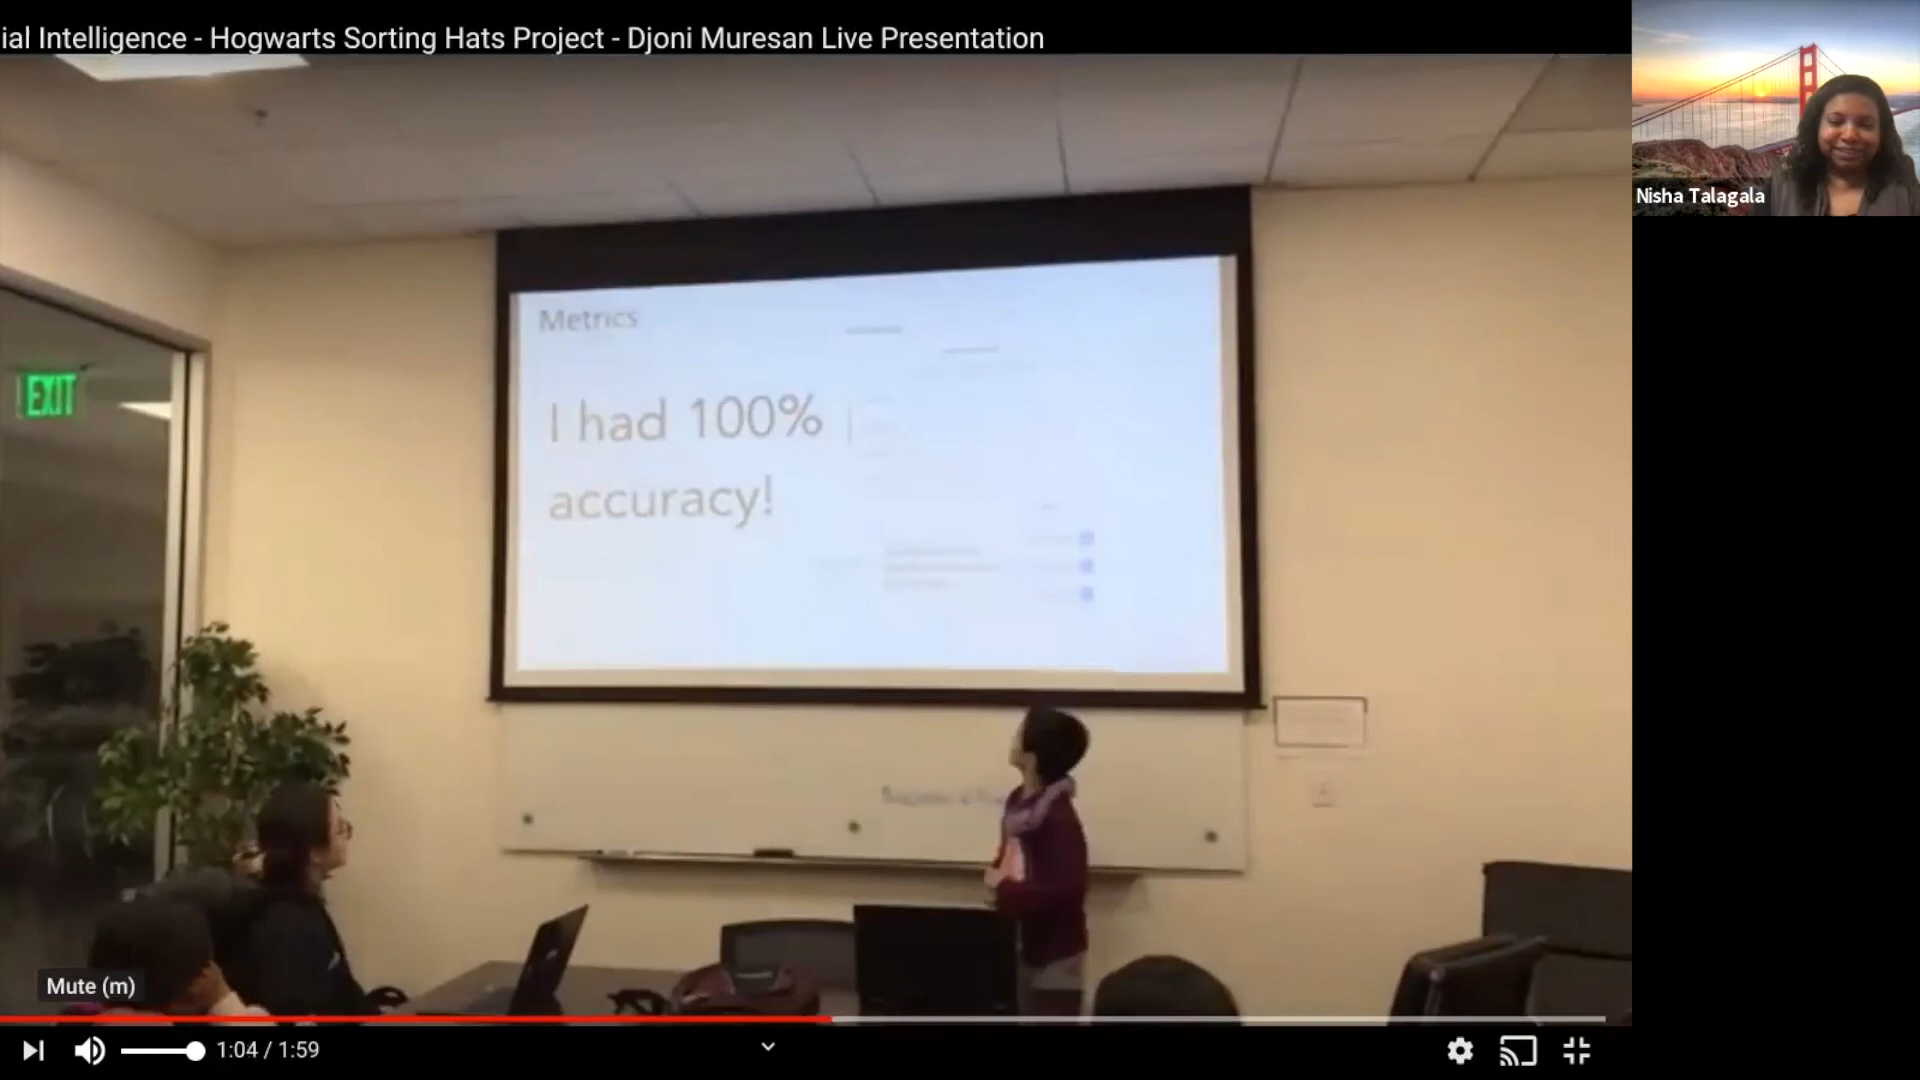 ial Intelligence - Hogwarts Sorting Hats Project - Djoni Muresan Live Presentation
Nisha Talagala
Metrics
I had 100%
accuracy!
EXIT
Mute (m)
1:04 / 1:59